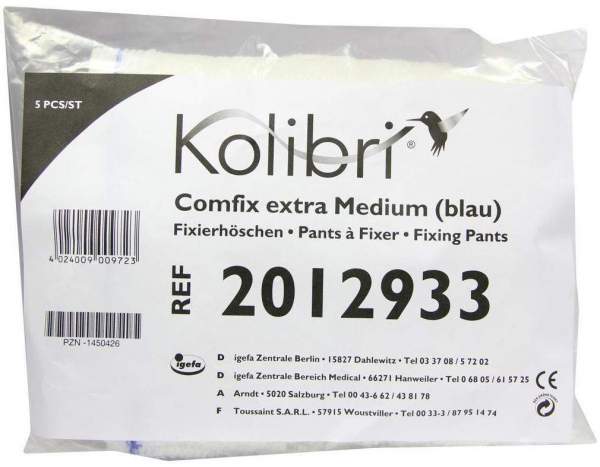 5 PCS/ST
Kolibri®
Comfix extra Medium (blau)
Fixierhöschen • Pants à Fixer • Fixing Pants
REF 2012933
4 024009 009723
PZN -1450426
igefa
D igefa Zentrale Berlin • 15827 Dahlewitz • Tel 03 37 08 / 5 72 02
D igefa Zentrale Bereich Medical • 66271 Hanweiler • Tel 0 68 05 / 61 57 25
A Arndt • 5020 Salzburg • Tel 00 43-6 62 / 43 81 78
F Toussaint S.A.R.L. • 57915 Woustviller • Tel 00 33-3 / 87 95 14 74
CE